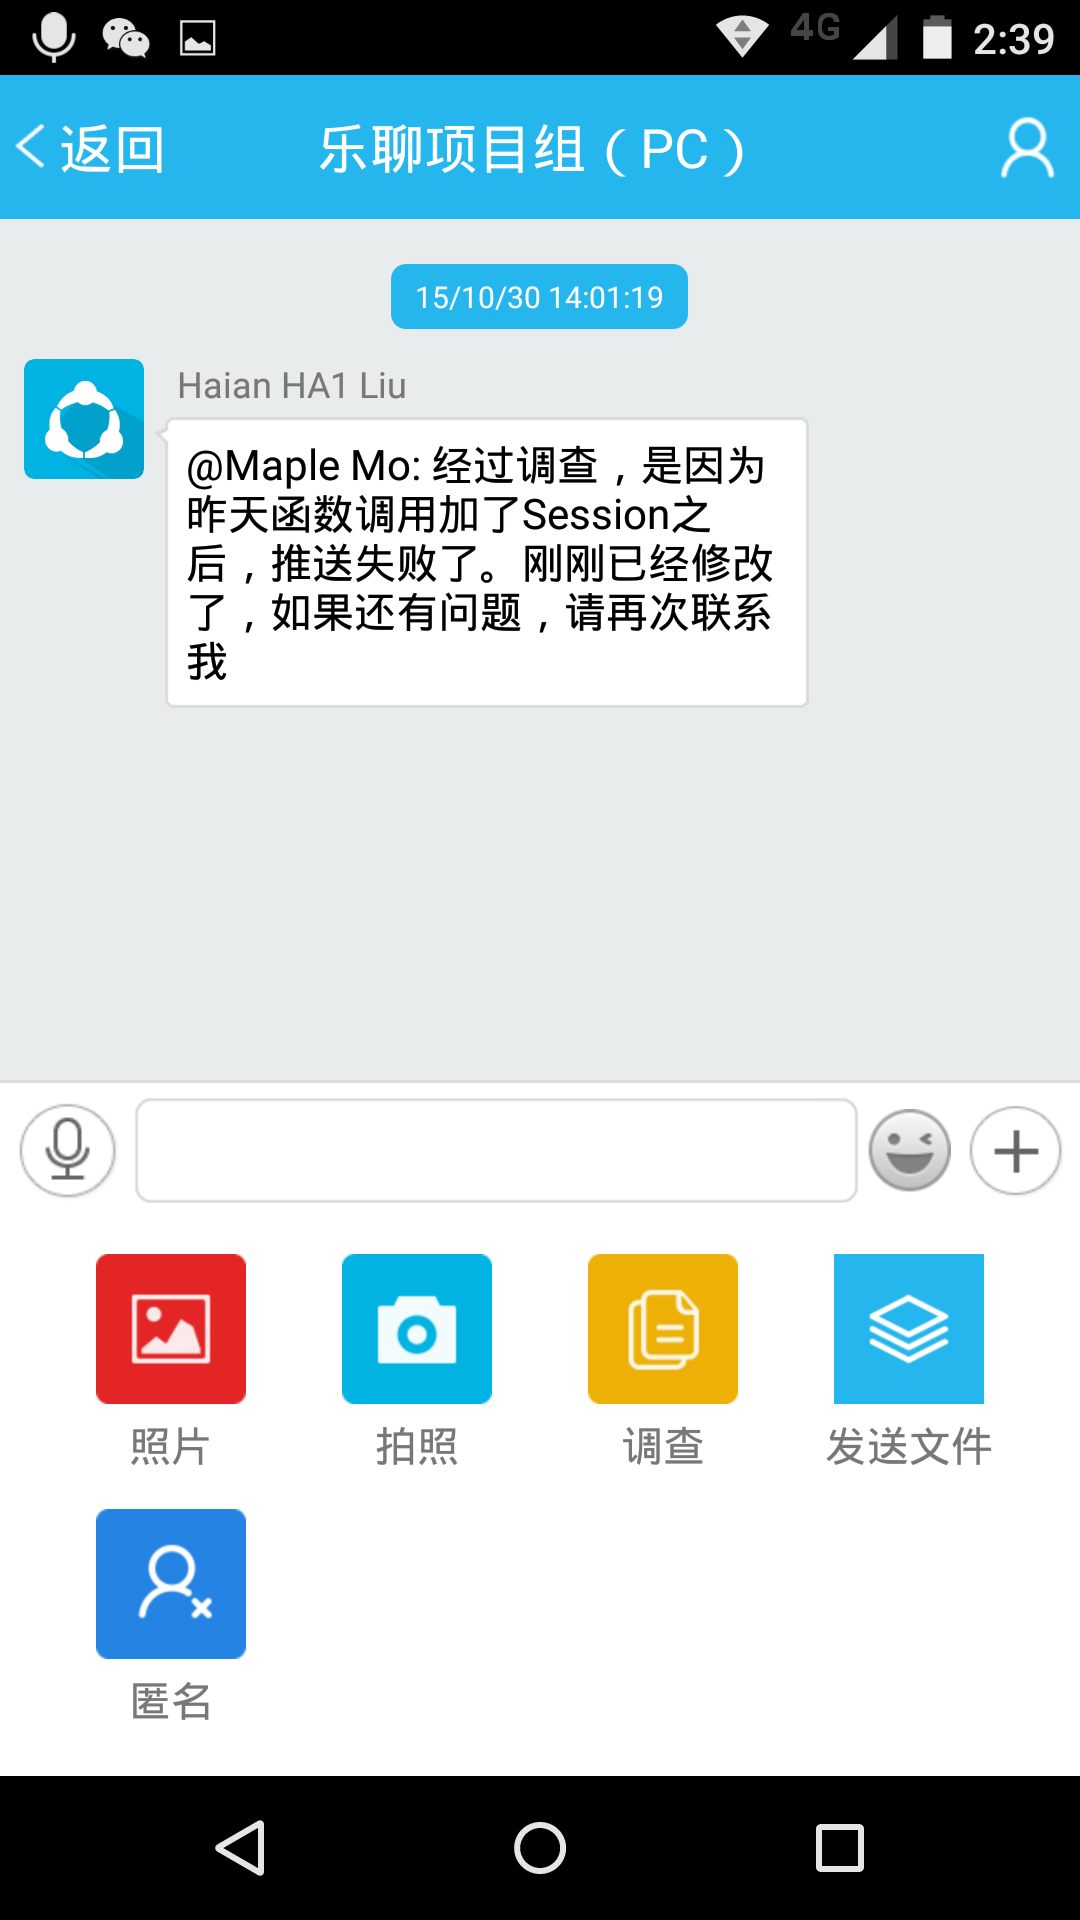 4G 2:39
返回 乐聊项目组（PC）
15/10/30 14:01:19
Haian HA1 Liu
@Maple Mo: 经过调查，是因为
昨天函数调用加了Session之
后，推送失败了。刚刚已经修改
了，如果还有问题，请再次联系
我
照片 拍照 调查 发送文件
匿名